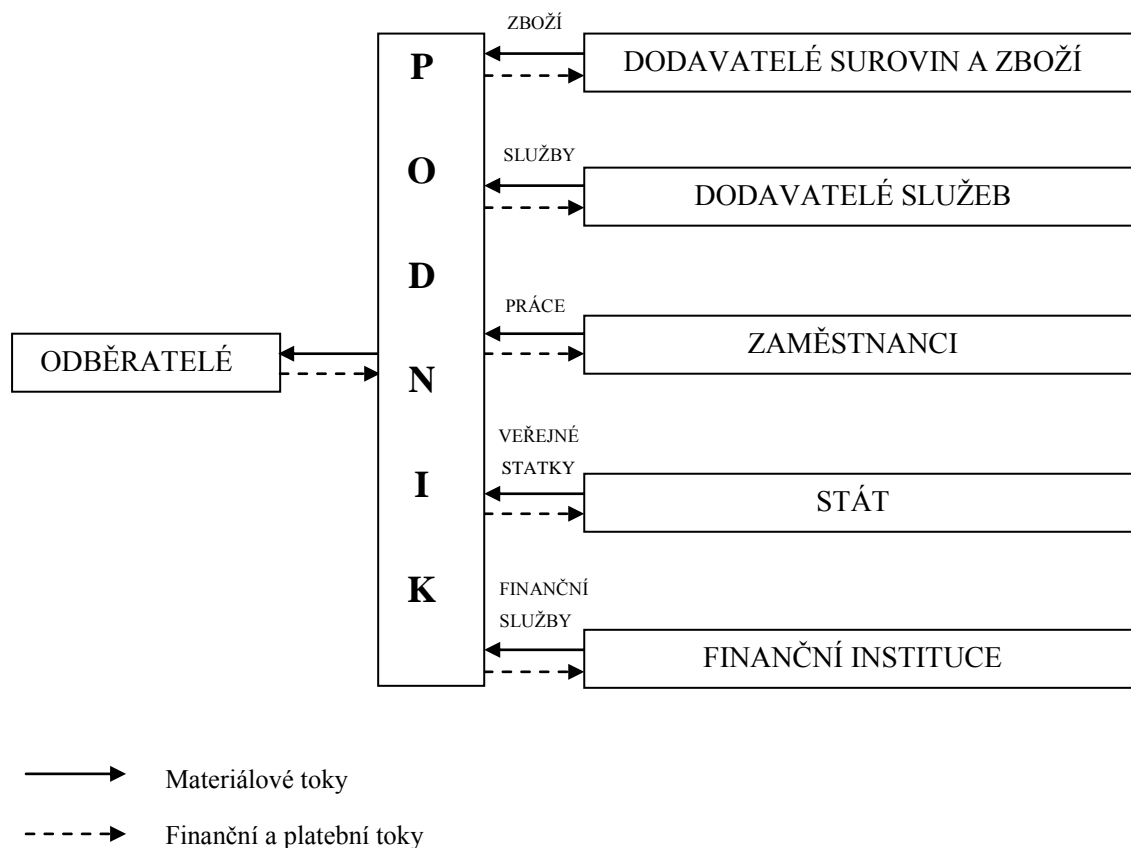 ZBOŽÍ
DODAVATELÉ SUROVIN A ZBOŽÍ
SLUŽBY
DODAVATELÉ SLUŽEB
PRÁCE
ZAMĚSTNANCI
ODBĚRATELÉ
PODNIK
VEŘEJNÉ
STATKY
STÁT
FINANČNÍ
SLUŽBY
FINANČNÍ INSTITUCE
Materiálové toky
Finanční a platební toky